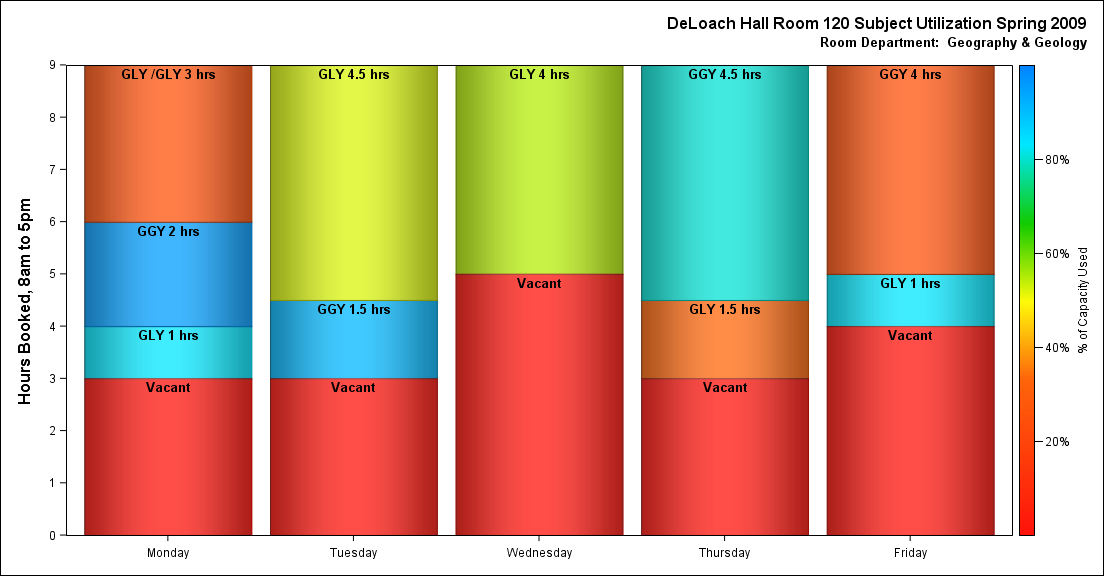 DeLoach Hall Room 120 Subject Utilization Spring 2009
Room Department: Geography & Geology
Hours Booked, 8am to 5pm
9
8
7
6
5
4
3
2
1
0
GLY /GLY 3 hrs
GGY 2 hrs
GLY 1 hrs
Vacant
GLY 4.5 hrs
GGY 1.5 hrs
Vacant
GLY 4 hrs
Vacant
GGY 4.5 hrs
GLY 1.5 hrs
Vacant
GGY 4 hrs
GLY 1 hrs
Vacant
Monday
Tuesday
Wednesday
Thursday
Friday
80%
60%
40%
20%
% of Capacity Used